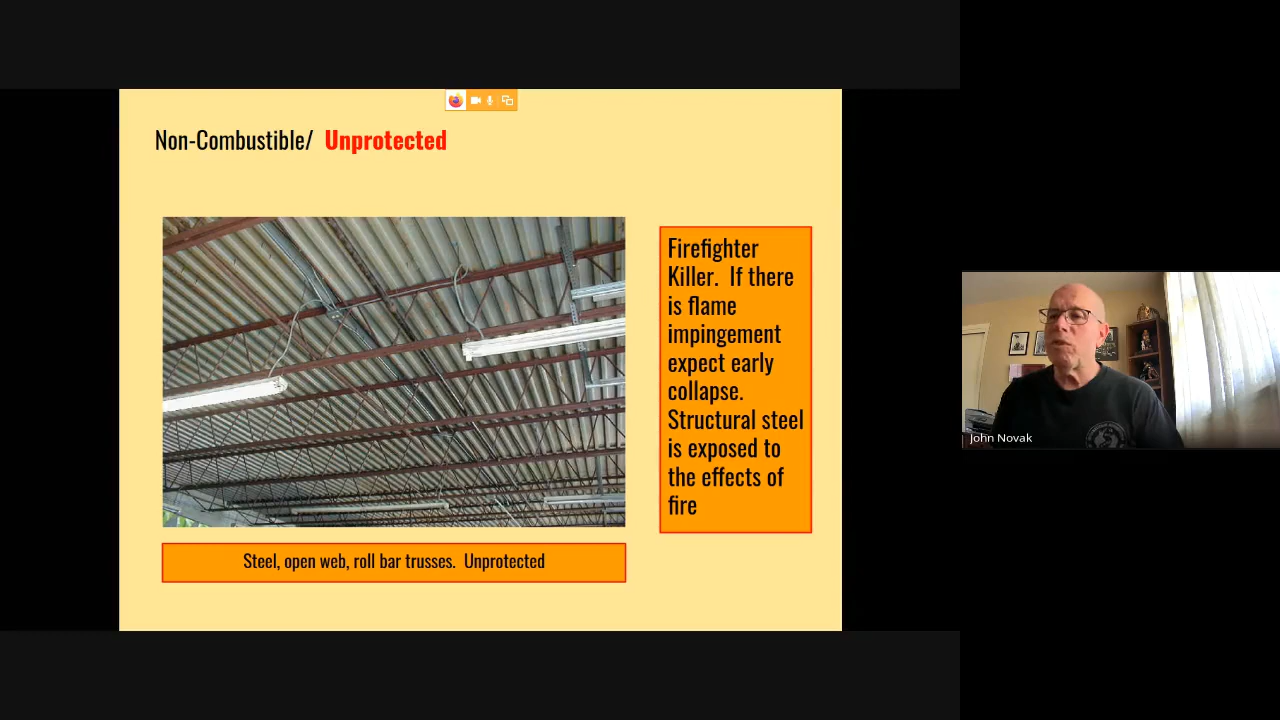 Non-Combustible/ Unprotected
Firefighter
Killer. If there
is flame
impingement
expect early
collapse.
Structural steel
is exposed to
the effects of
fire
Steel, open web, roll bar trusses. Unprotected
John Novak